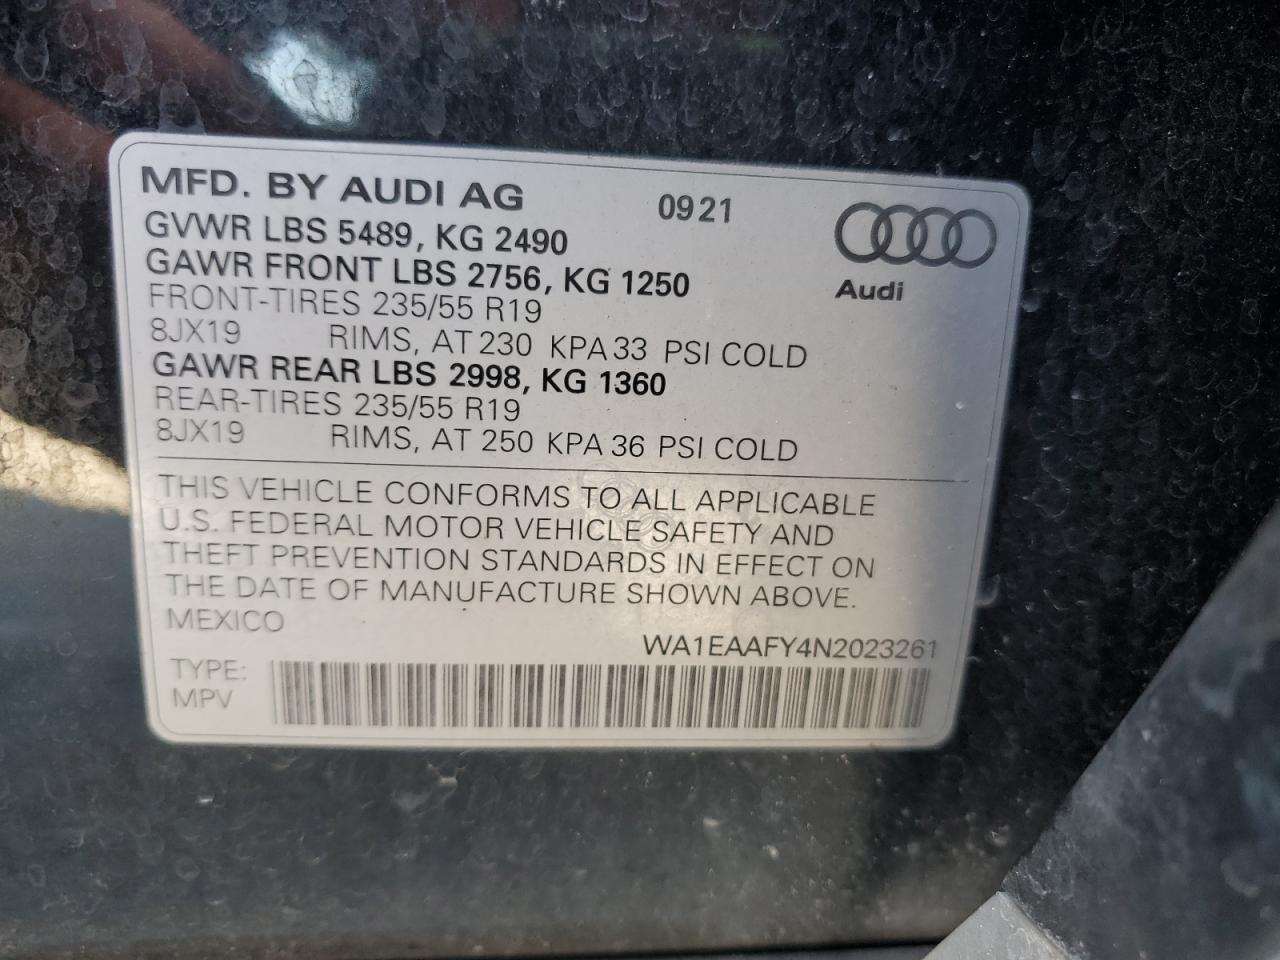 MFD. BY AUDI AG 0921
GVWR LBS 5489, KG 2490
GAWR FRONT LBS 2756, KG 1250
Audi
FRONT-TIRES 235/55 R19
8JX19 RIMS, AT 230 KPA 33 PSI COLD
GAWR REAR LBS 2998, KG 1360
REAR-TIRES 235/55 R19
8JX19 RIMS, AT 250 KPA 36 PSI COLD
THIS VEHICLE CONFORMS TO ALL APPLICABLE
U.S. FEDERAL MOTOR VEHICLE SAFETY AND
THEFT PREVENTION STANDARDS IN EFFECT ON
THE DATE OF MANUFACTURE SHOWN ABOVE.
MEXICO
WA1EAAFY4N2023261
TYPE:
MPV